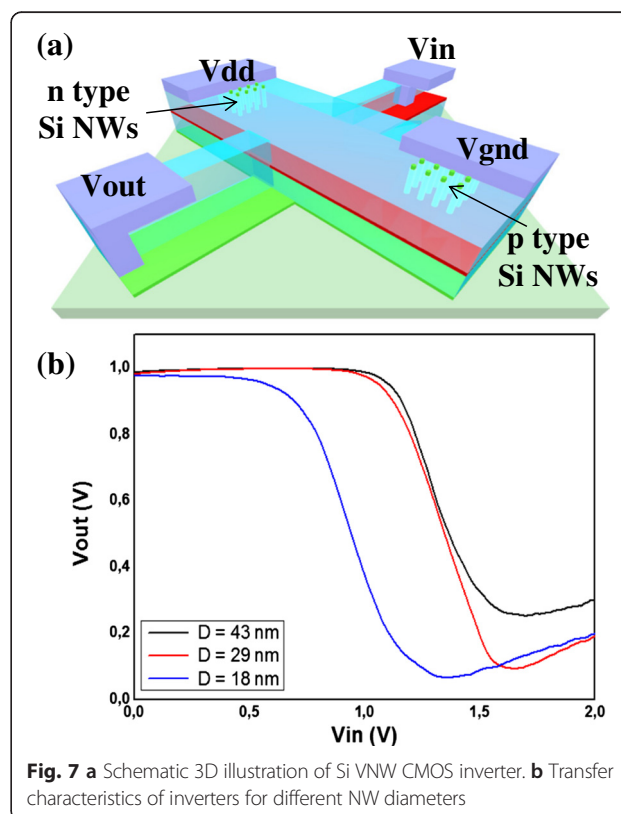 (a)
Vin
Vdd
n type
Si NWs
Vgnd
Vout
p type
Si NWs
(b)
1,0
0,8
0,6
0,4
0,2
0,0
Vout (V)
D = 43 nm
D = 29 nm
D = 18 nm
0,0 0,5 1,0 1,5 2,0
Vin (V)
Fig. 7 a Schematic 3D illustration of Si VNW CMOS inverter. b Transfer
characteristics of inverters for different NW diameters